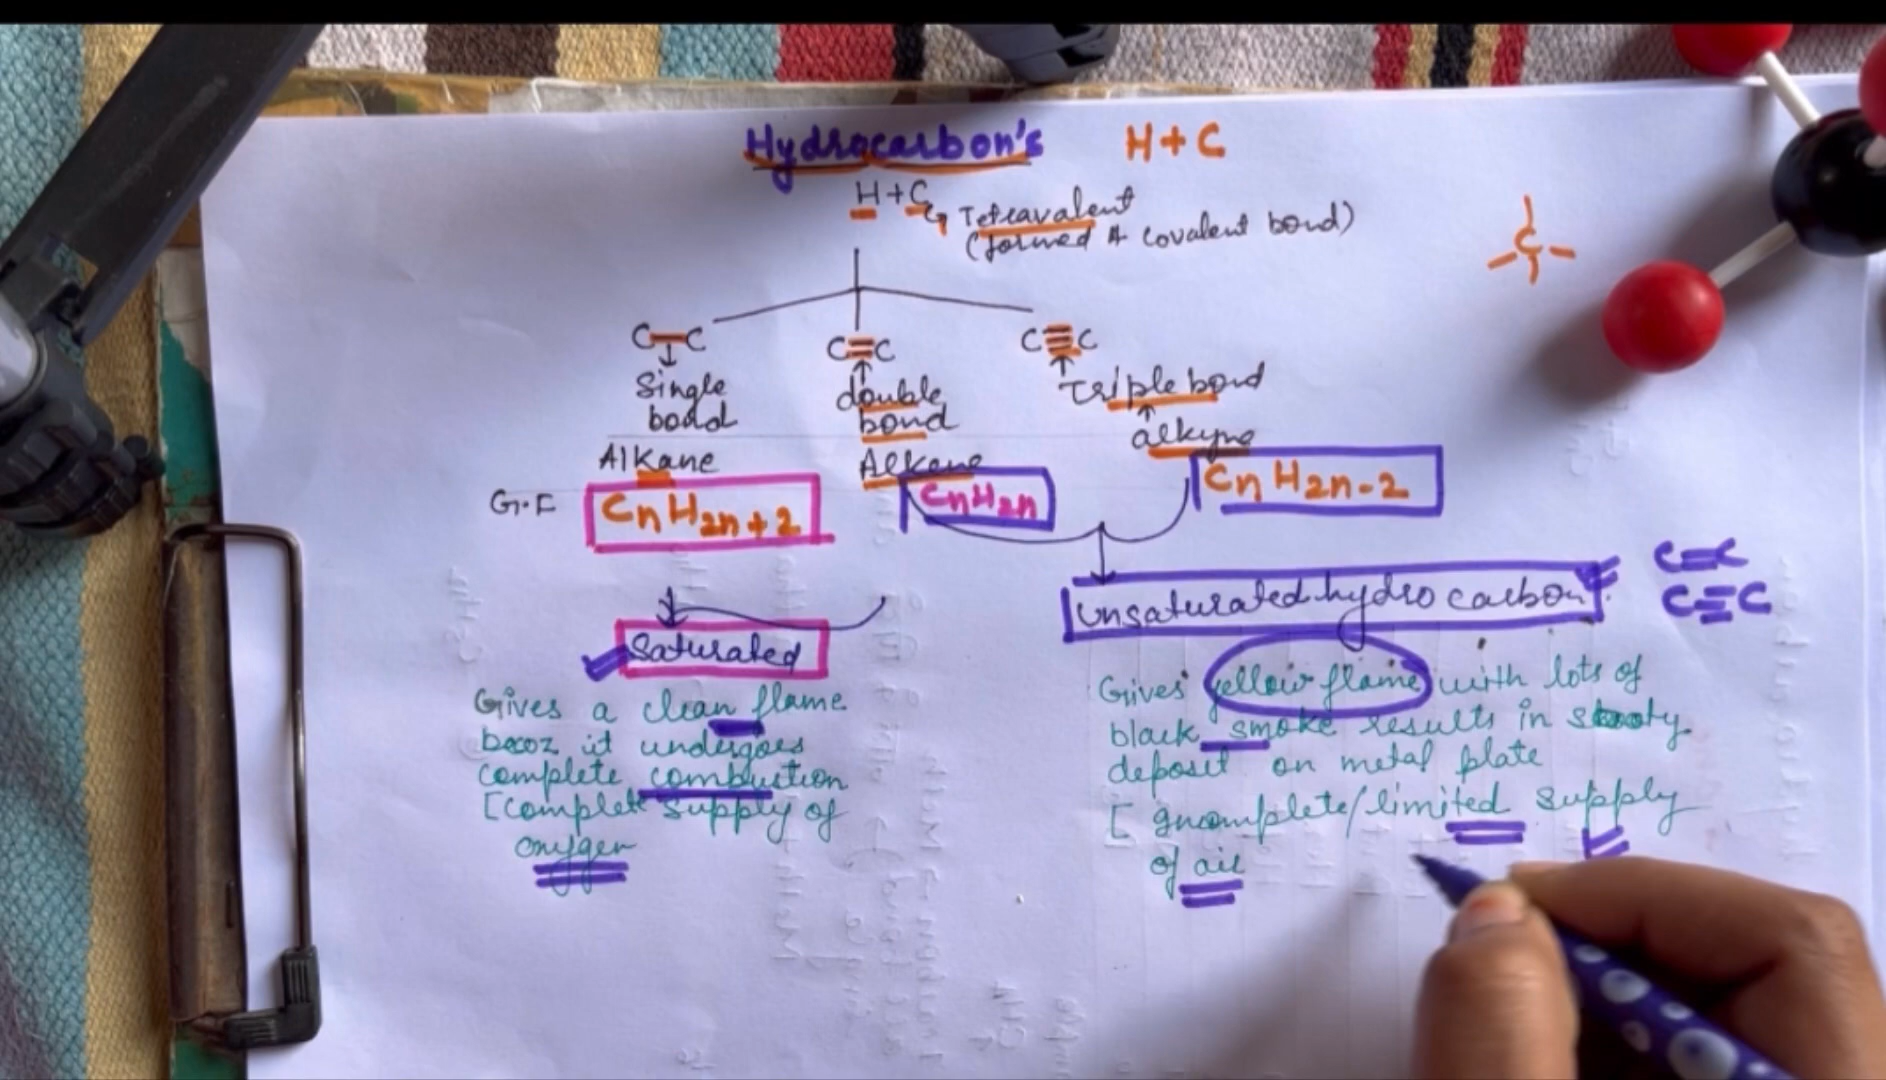 Hydrocarbon's H+C
H+C
Tetravalent
(formed 4 covalent bond)
C
C-C
C=C
C≡C
Single
bond
double
bond
Triple bond
alkyne
Alkane
Alkene
G.F
CnH2n+2
CnH2n
CnH2n-2
Unsaturated hydrocarbon
C=C
C≡C
Saturated
Gives a clean flame
becoz it undergoes
complete combustion
[complete supply of
oxygen
Gives yellow flame with lots of
black smoke results in sooty
deposit on metal plate
[ incomplete/limited supply
of air